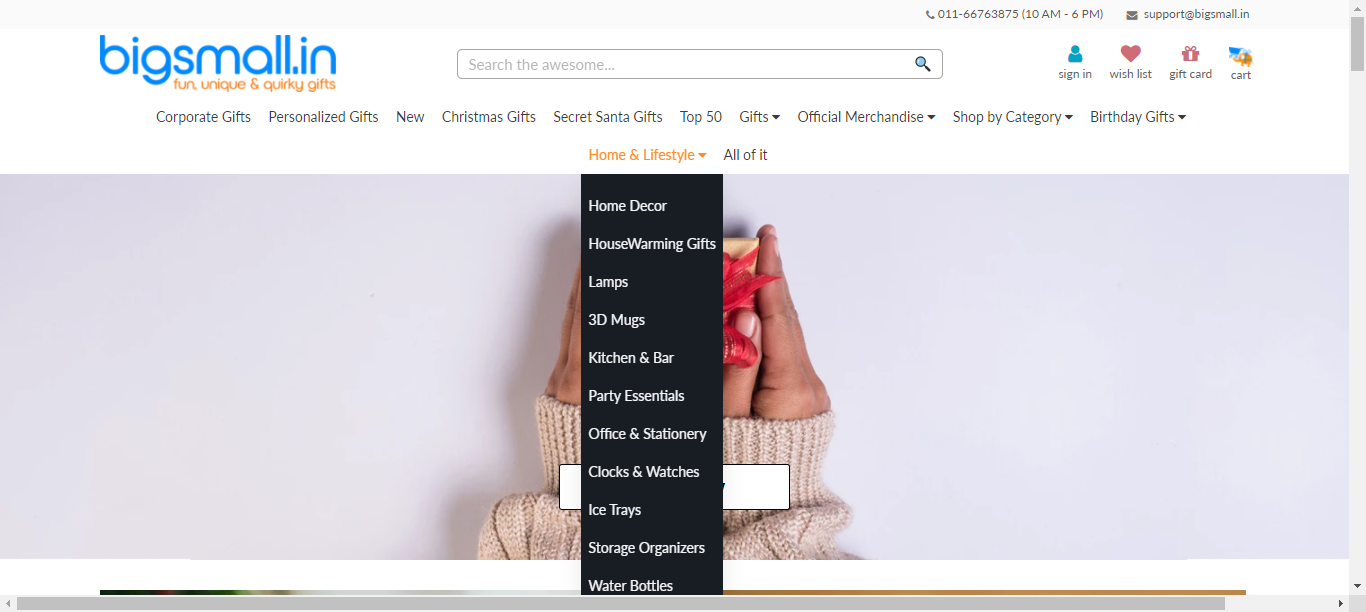 011-66763875 (10 AM - 6 PM) support@bigsmall.in
bigsmall.in
fun, unique & quirky gifts
Search the awesome...
sign in wish list gift card cart
Corporate Gifts Personalized Gifts New Christmas Gifts Secret Santa Gifts Top 50 Gifts Official Merchandise Shop by Category Birthday Gifts
Home & Lifestyle All of it
Home Decor
HouseWarming Gifts
Lamps
3D Mugs
Kitchen & Bar
Party Essentials
Office & Stationery
Clocks & Watches
Ice Trays
Storage Organizers
Water Bottles